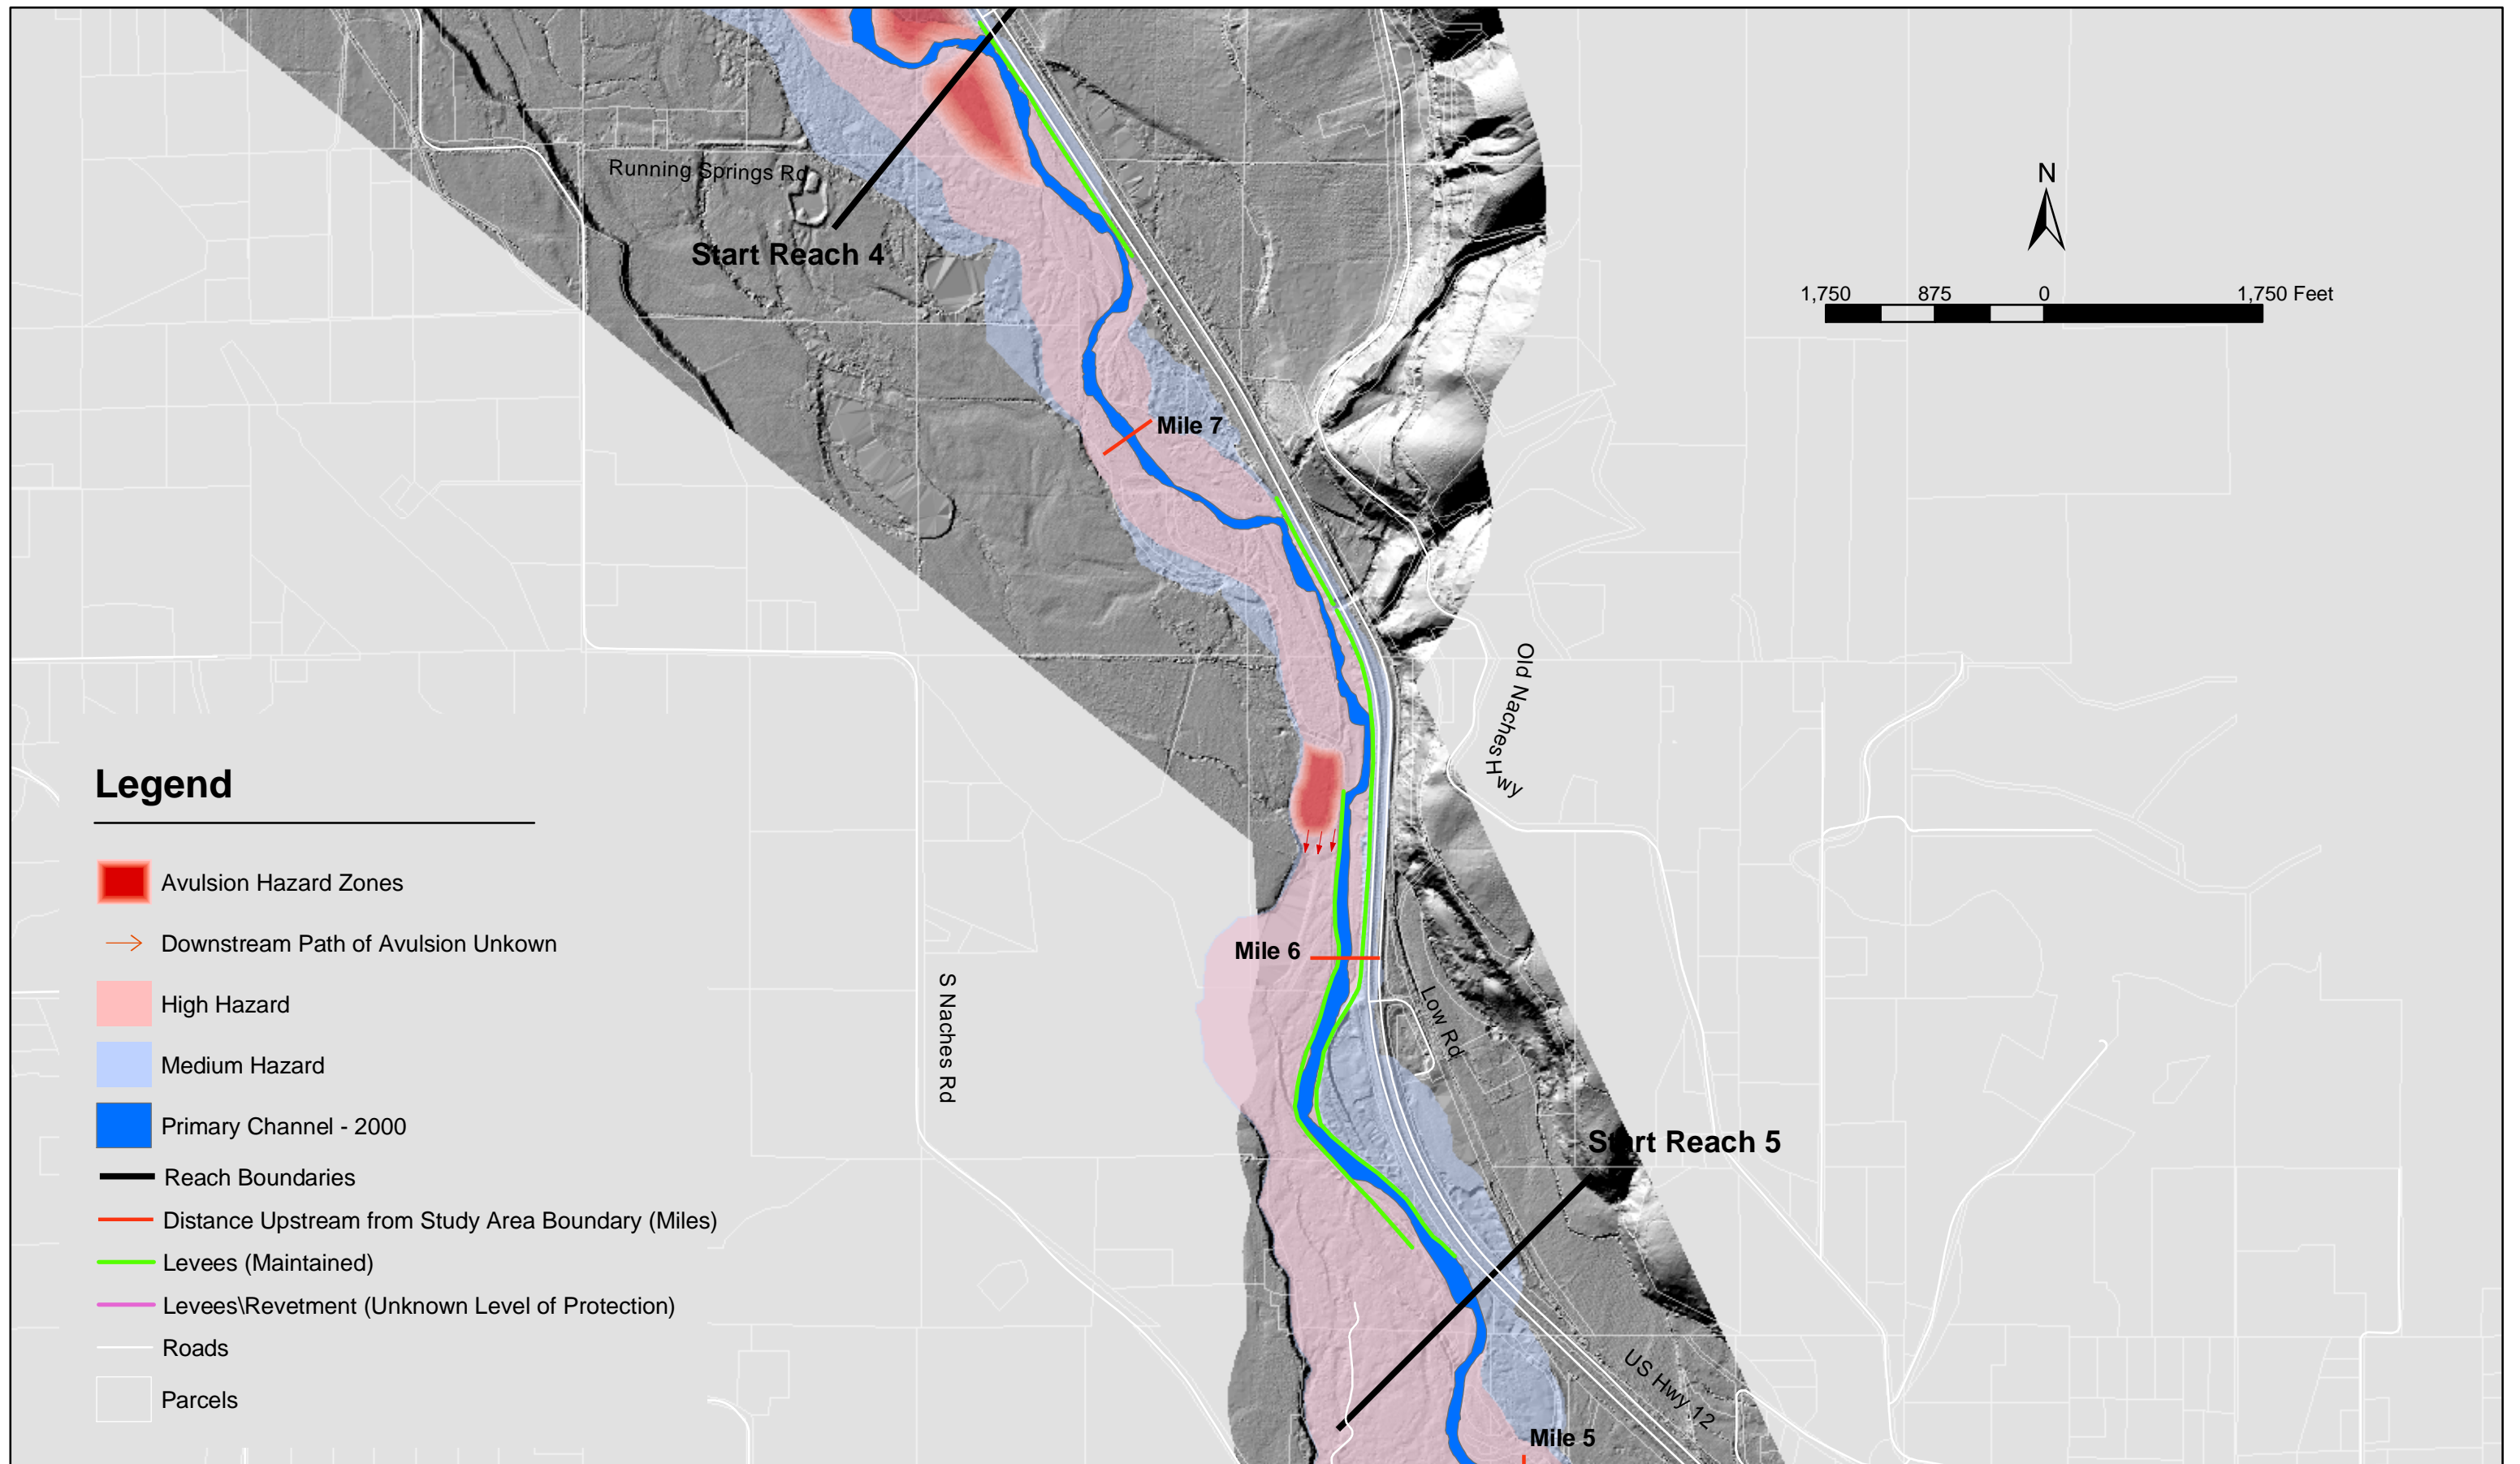 N
1,750 875 0 1,750 Feet
Running Springs Rd
Start Reach 4
Mile 7
Old Naches Hwy
Mile 6
S Naches Rd
Low Rd
Start Reach 5
US Hwy 12
Mile 5
Legend
Avulsion Hazard Zones
Downstream Path of Avulsion Unkown
High Hazard
Medium Hazard
Primary Channel - 2000
Reach Boundaries
Distance Upstream from Study Area Boundary (Miles)
Levees (Maintained)
Levees\Revetment (Unknown Level of Protection)
Roads
Parcels